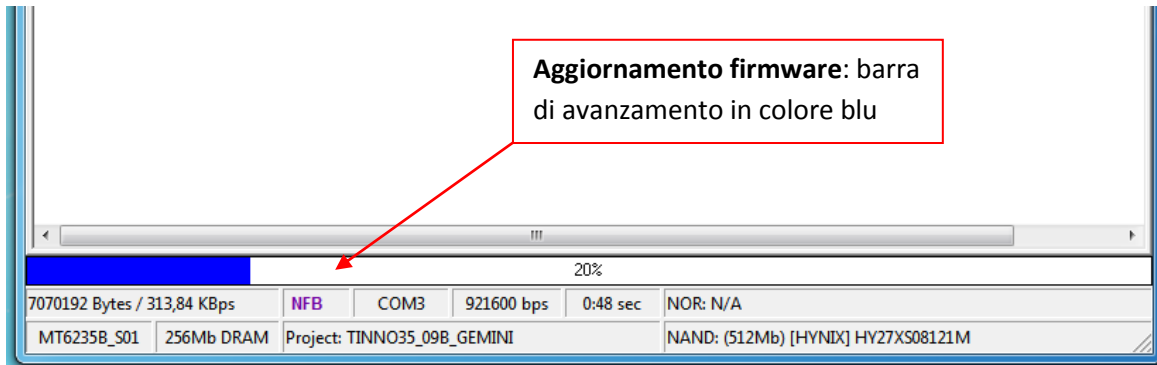 Aggiornamento firmware: barra
di avanzamento in colore blu
20%
7070192 Bytes / 313,84 KBps NFB COM3 921600 bps 0:48 sec NOR: N/A
MT6235B_S01 256Mb DRAM Project: TINNO35_09B_GEMINI NAND: (512Mb) [HYNIX] HY27XS08121M